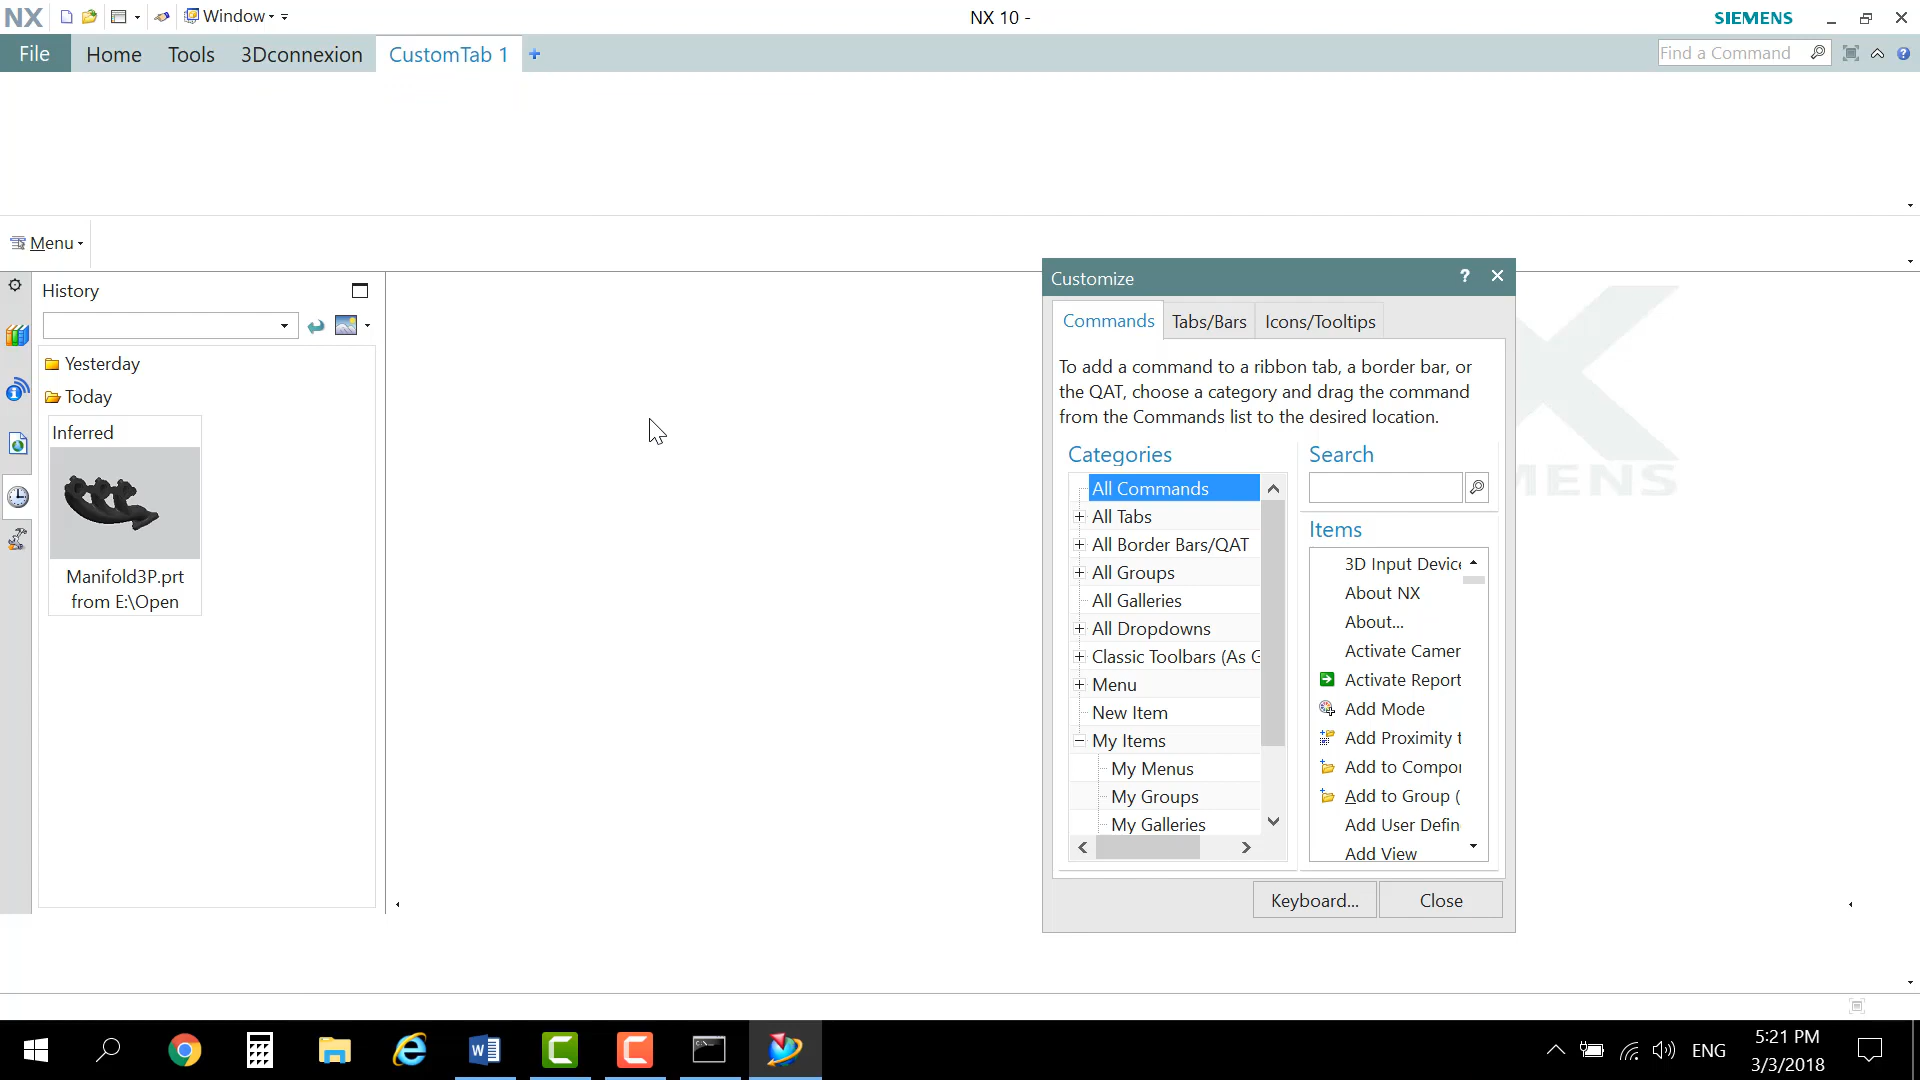 NX
Window
NX 10 -
SIEMENS
File
Home
Tools
3Dconnexion
CustomTab 1
Find a Command
Menu
History
Yesterday
Today
Inferred
Manifold3P.prt
from E:\Open
Customize
Commands
Tabs/Bars
Icons/Tooltips
To add a command to a ribbon tab, a border bar, or
the QAT, choose a category and drag the command
from the Commands list to the desired location.
Categories
All Commands
All Tabs
All Border Bars/QAT
All Groups
All Galleries
All Dropdowns
Classic Toolbars (As G
Menu
New Item
My Items
My Menus
My Groups
My Galleries
Search
Items
3D Input Device
About NX
About...
Activate Camer
Activate Report
Add Mode
Add Proximity t
Add to Compor
Add to Group (
Add User Defin
Add View
Keyboard...
Close
MENS
ENG
5:21 PM
3/3/2018